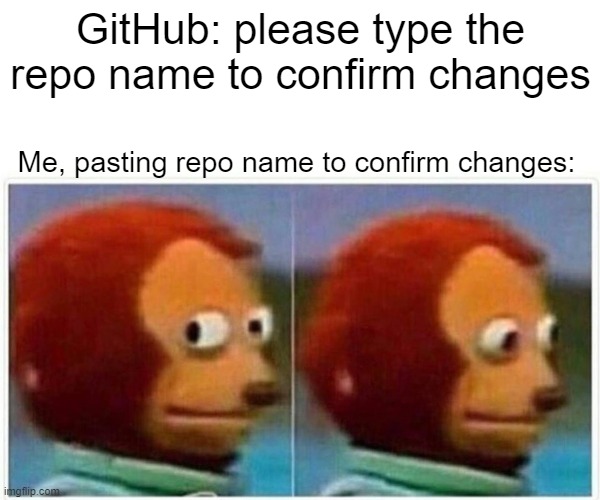 GitHub: please type the
repo name to confirm changes
Me, pasting repo name to confirm changes:
imgflip.com